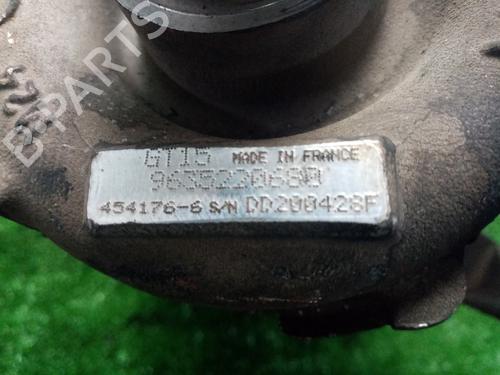 B-PARTS
GT15 MADE IN FRANCE
9635220680
454176-6 S/N DD200428F